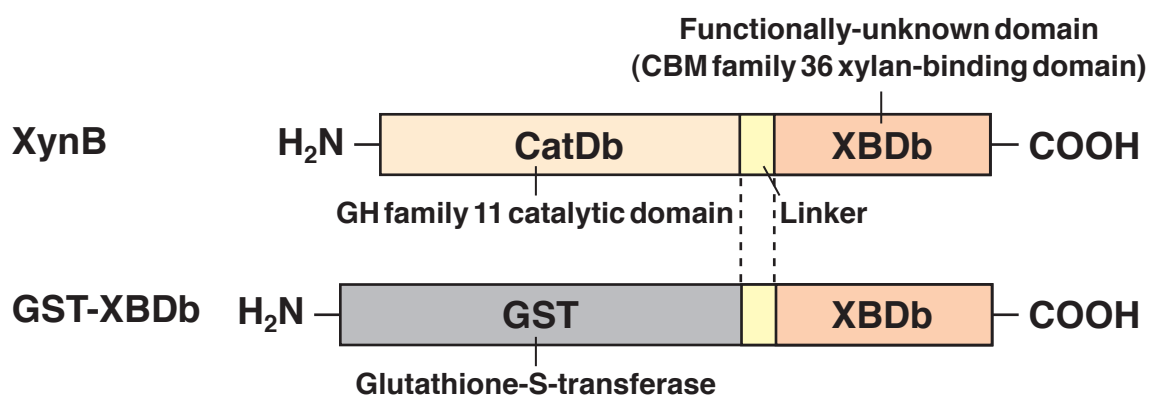 Functionally-unknown domain
(CBM family 36 xylan-binding domain)
XynB H₂N CatDb XBDb COOH
GH family 11 catalytic domain Linker
GST-XBDb H₂N GST XBDb COOH
Glutathione-S-transferase